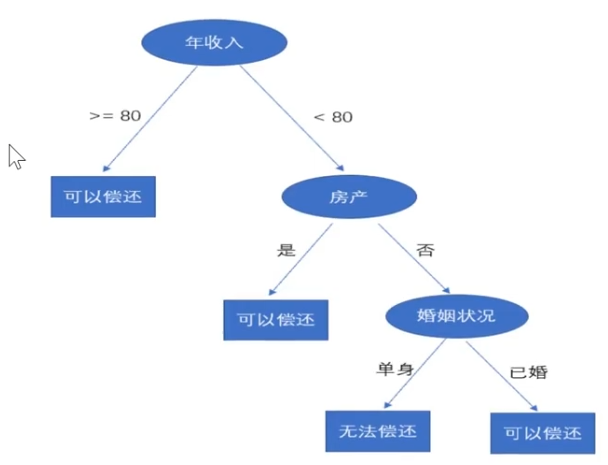 年收入
>= 80
< 80
可以偿还
房产
是
否
可以偿还
婚姻状况
单身
已婚
无法偿还
可以偿还